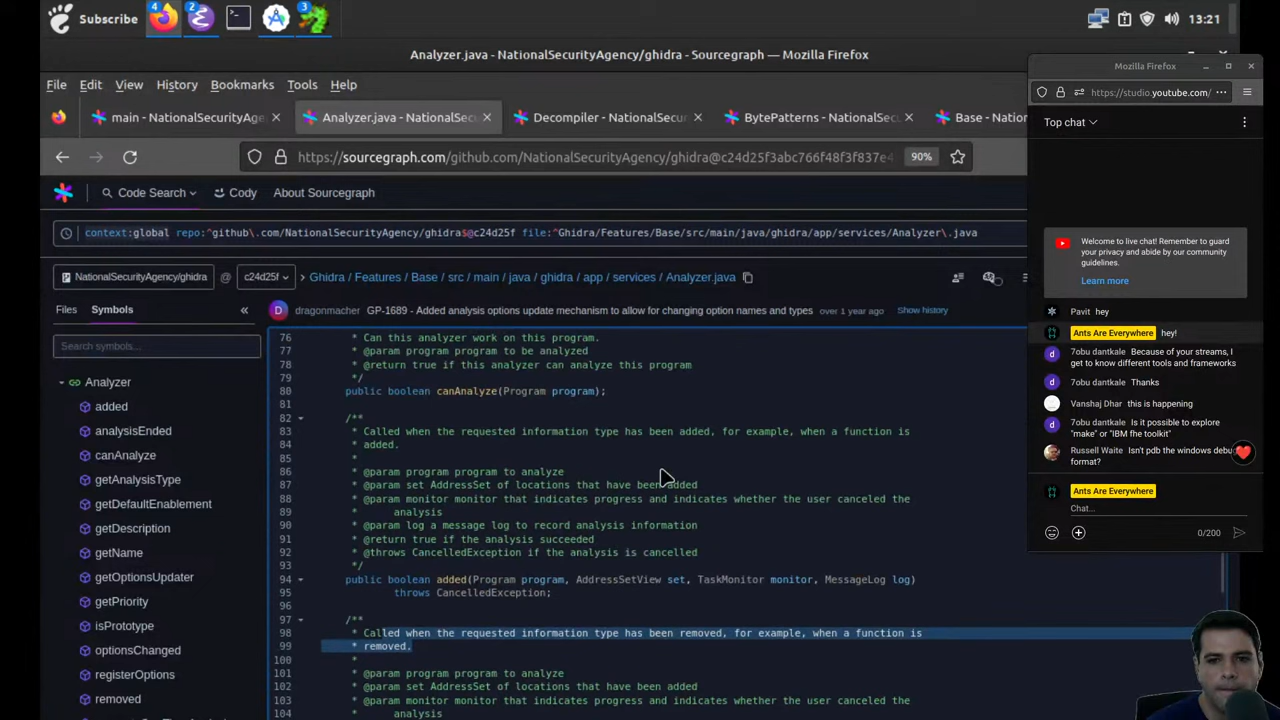 Subscribe
4
2
3
13:21
Analyzer.java - NationalSecurityAgency/ghidra - Sourcegraph — Mozilla Firefox
File Edit View History Bookmarks Tools Help
main - NationalSecurityAge
Analyzer.java - NationalSec
Decompiler - NationalSecu
BytePatterns - NationalSec
Base - Nationa
https://sourcegraph.com/github.com/NationalSecurityAgency/ghidra@c24d25f3abc766f48f3f837e4
90%
Code Search
Cody
About Sourcegraph
context:global repo:^github\.com/NationalSecurityAgency/ghidra$@c24d25f file:^Ghidra/Features/Base/src/main/java/ghidra/app/services/Analyzer\.java
NationalSecurityAgency/ghidra @ c24d25f > Ghidra / Features / Base / src / main / java / ghidra / app / services / Analyzer.java
Files Symbols «
D dragonmacher GP-1689 - Added analysis options update mechanism to allow for changing option names and types over 1 year ago Show history
Search symbols...
Analyzer
added
analysisEnded
canAnalyze
getAnalysisType
getDefaultEnablement
getDescription
getName
getOptionsUpdater
getPriority
isPrototype
optionsChanged
registerOptions
removed
76 * Can this analyzer work on this program.
77 * @param program program to be analyzed
78 * @return true if this analyzer can analyze this program
79 */
80 public boolean canAnalyze(Program program);
81
82 /**
83 * Called when the requested information type has been added, for example, when a function is
84 * added.
85 *
86 * @param program program to analyze
87 * @param set AddressSet of locations that have been added
88 * @param monitor monitor that indicates progress and indicates whether the user canceled the
89 * analysis
90 * @param log a message log to record analysis information
91 * @return true if the analysis succeeded
92 * @throws CancelledException if the analysis is cancelled
93 */
94 public boolean added(Program program, AddressSetView set, TaskMonitor monitor, MessageLog log)
95 throws CancelledException;
96
97 /**
98 * Called when the requested information type has been removed, for example, when a function is
99 * removed.
100 *
101 * @param program program to analyze
102 * @param set AddressSet of locations that have been added
103 * @param monitor monitor that indicates progress and indicates whether the user canceled the
104 * analysis
Mozilla Firefox
https://studio.youtube.com/
Top chat
Welcome to live chat! Remember to guard
your privacy and abide by our community
guidelines.
Learn more
Pavit hey
Ants Are Everywhere hey!
7obu dantkale Because of your streams, I
get to know different tools and frameworks
7obu dantkale Thanks
Vanshaj Dhar this is happening
7obu dantkale Is it possible to explore
"make" or "IBM fhe toolkit"
Russell Waite Isn't pdb the windows debu
format?
Ants Are Everywhere
Chat...
0/200